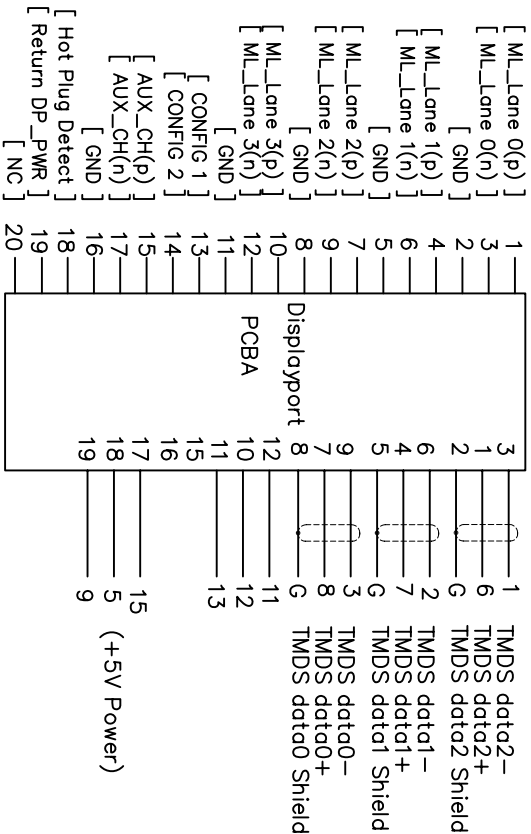 [ ML_Lane 0(p) ] 1
[ ML_Lane 0(n) ] 3
[ GND ] 2
[ ML_Lane 1(p) ] 4
[ ML_Lane 1(n) ] 6
[ GND ] 5
[ ML_Lane 2(p) ] 7
[ ML_Lane 2(n) ] 9
[ GND ] 8
[ ML_Lane 3(p) ] 10
[ ML_Lane 3(n) ] 12
[ GND ] 11
[ CONFIG 1 ] 13
[ CONFIG 2 ] 14
[ AUX_CH(p) ] 15
[ AUX_CH(n) ] 17
[ GND ] 16
[ Hot Plug Detect ] 18
[ Return DP_PWR ] 19
[ NC ] 20
Displayport
PCBA
3 1 TMDS data2-
1 6 TMDS data2+
2 G TMDS data2 Shield
6 2 TMDS data1-
4 7 TMDS data1+
5 G TMDS data1 Shield
9 3 TMDS data0-
7 8 TMDS data0+
8 G TMDS data0 Shield
12 11
10 12
11 13
15
16
17 15
18 5 (+5V Power)
19 9